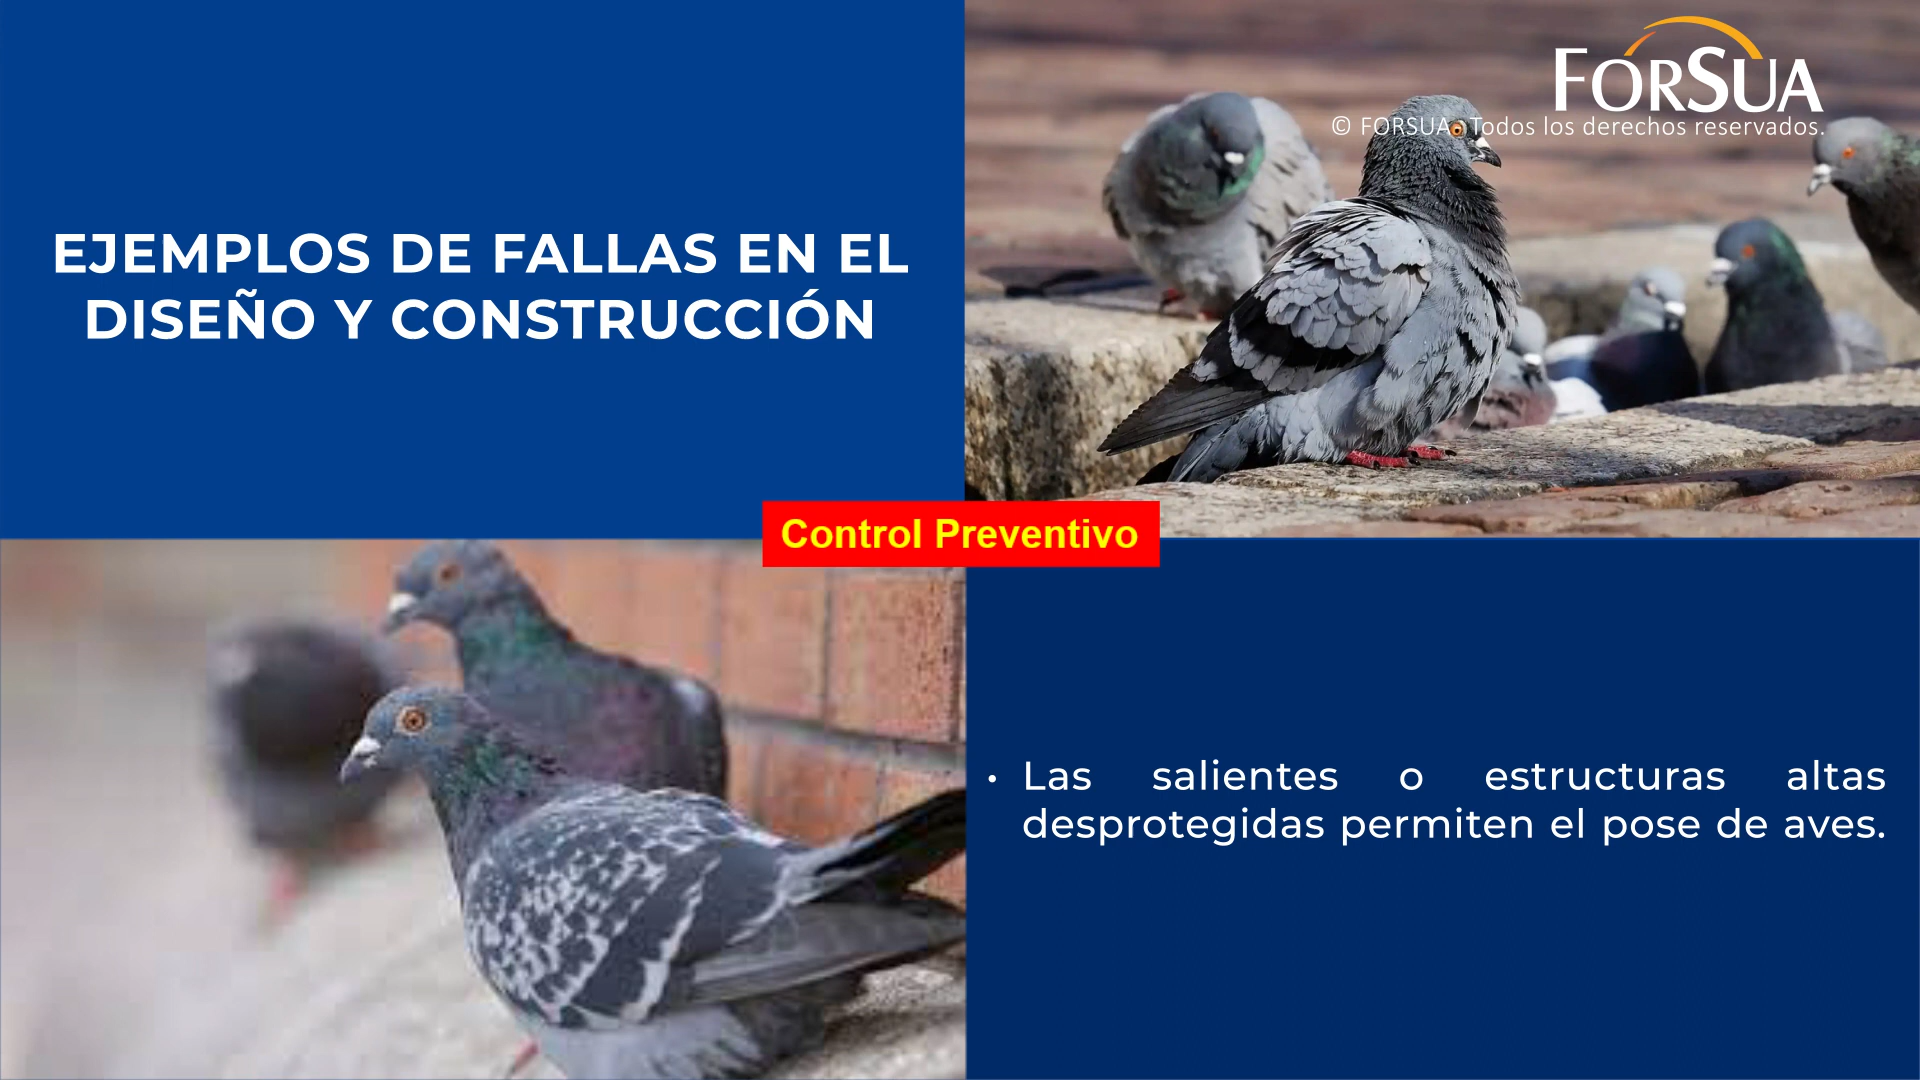 FORSUA
© FORSUA. Todos los derechos reservados.
EJEMPLOS DE FALLAS EN EL
DISEÑO Y CONSTRUCCIÓN
Control Preventivo
• Las salientes o estructuras altas
desprotegidas permiten el pose de aves.